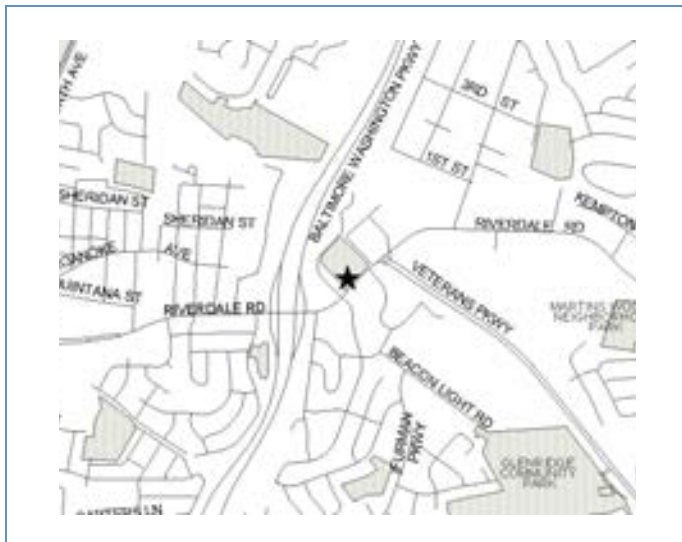 BALTIMORE WASHINGTON PKWY
3RD ST
1ST ST
SHERIDAN ST
SHERIDAN ST
KEMPTON
AVE
RIVERDALE RD
RIVERDALE RD
VETERANS PKWY
BEACON LIGHT RD
FURMAN
PKWY
GLENRIDGE
COMMUNITY
PARK